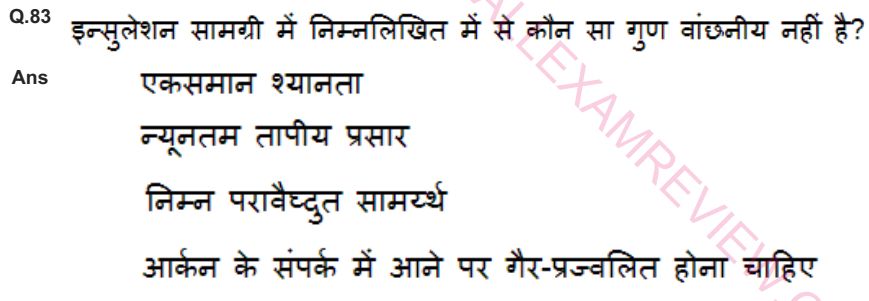 Q.83 इन्सुलेशन सामग्री में निम्नलिखित में से कौन सा गुण वांछनीय नहीं है?
Ans एकसमान श्यानता
न्यूनतम तापीय प्रसार
निम्न परावैघ्दुत सामर्य्थ
आर्कन के संपर्क में आने पर गैर-प्रज्वलित होना चाहिए